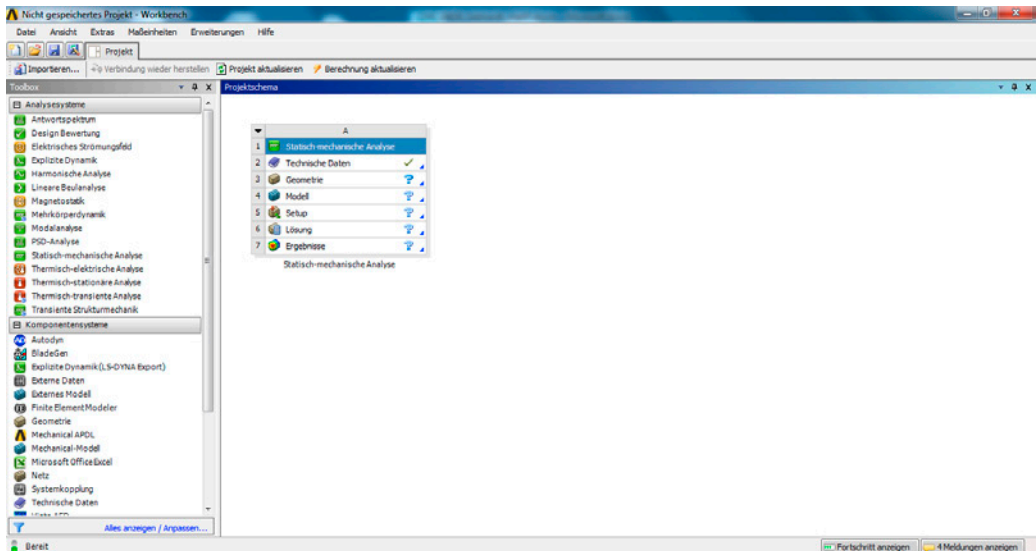 Nicht gespeichertes Projekt - Workbench
Datei Ansicht Extras Maßeinheiten Erweiterungen Hilfe
Projekt
Importieren... Verbindung wieder herstellen Projekt aktualisieren Berechnung aktualisieren
Toolbox
Projektschema
Analysesysteme
Antwortspektrum
Design Bewertung
Elektrisches Strömungsfeld
Explizite Dynamik
Harmonische Analyse
Lineare Beulanalyse
Magnetostatik
Mehrkörperdynamik
Modalanalyse
PSD-Analyse
Statisch-mechanische Analyse
Thermisch-elektrische Analyse
Thermisch-stationäre Analyse
Thermisch-transiente Analyse
Transiente Strukturmechanik
Komponentensysteme
Autodyn
BladeGen
Explizite Dynamik (LS-DYNA Export)
Externe Daten
Externes Modell
Finite Element Modeler
Geometrie
Mechanical APDL
Mechanical-Modell
Microsoft Office Excel
Netz
Systemkopplung
Technische Daten
Alles anzeigen / Anpassen...
A
1 Statisch-mechanische Analyse
2 Technische Daten
3 Geometrie
4 Modell
5 Setup
6 Lösung
7 Ergebnisse
Statisch-mechanische Analyse
Bereit
Fortschritt anzeigen 4 Meldungen anzeigen